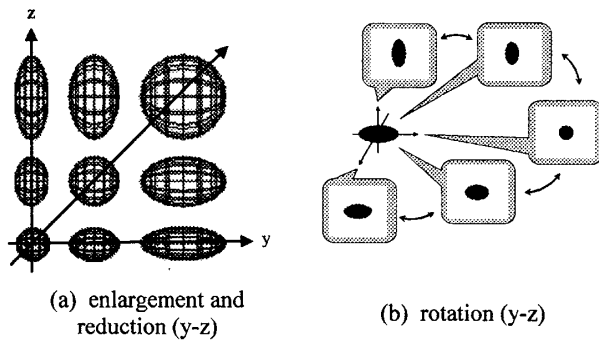 z
y
(a) enlargement and
reduction (y-z)
(b) rotation (y-z)